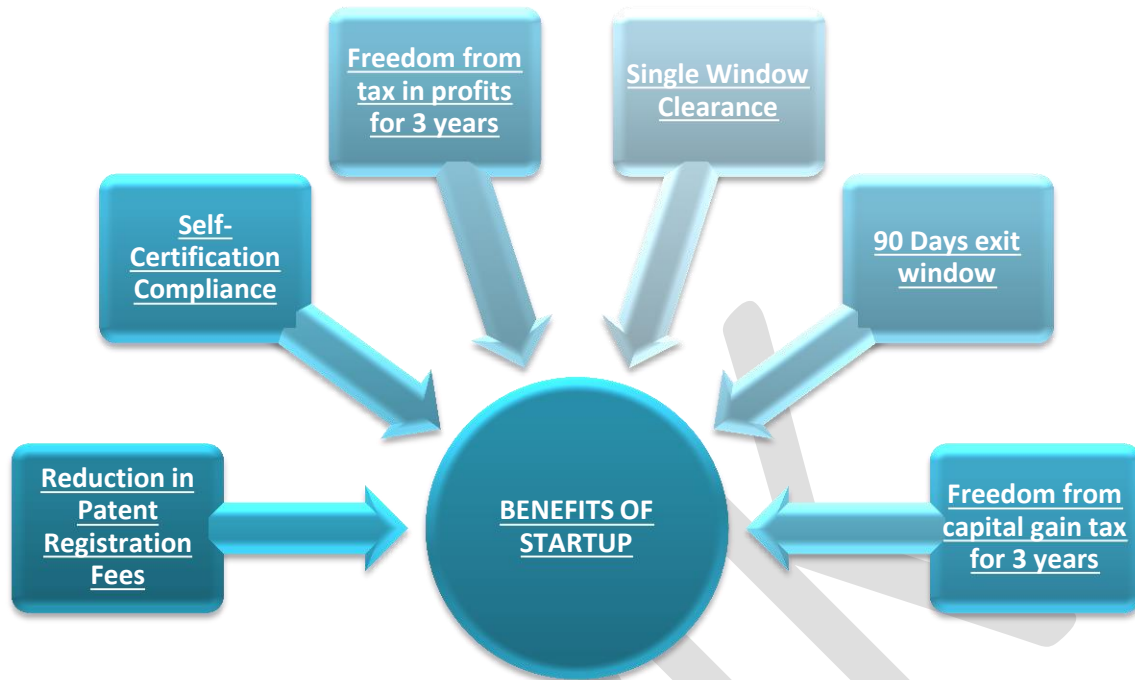 Freedom from
tax in profits
for 3 years
Single Window
Clearance
Self-
Certification
Compliance
90 Days exit
window
Reduction in
Patent
Registration
Fees
BENEFITS OF
STARTUP
Freedom from
capital gain tax
for 3 years